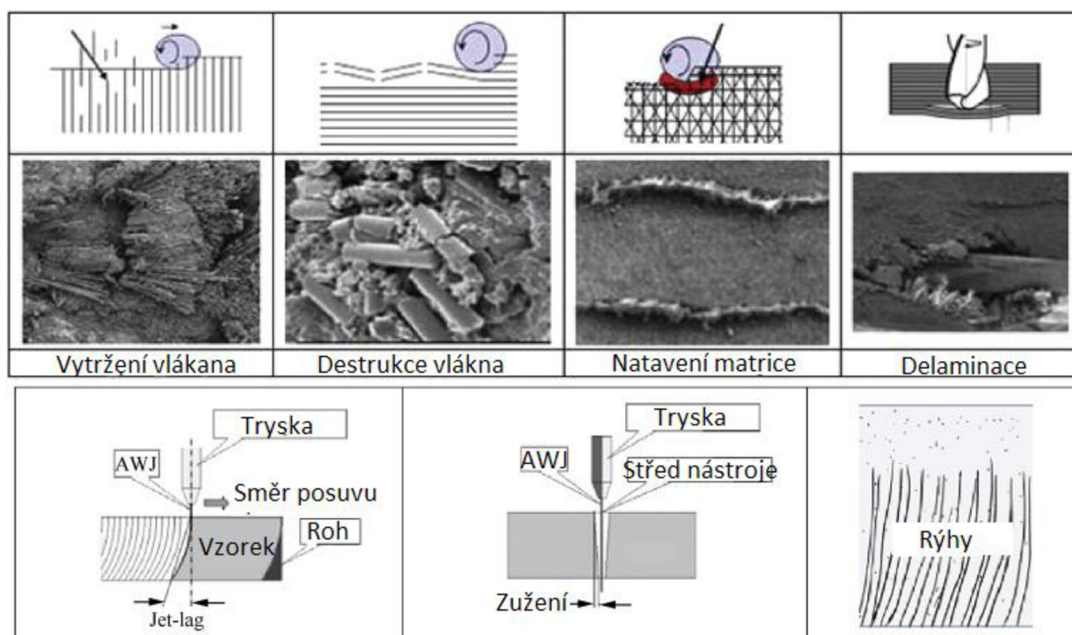 Vytržení vlákana
Destrukce vlákna
Natavení matrice
Delaminace
Tryska
AWJ
Směr posuvu
Vzorek
Roh
Jet-lag
Tryska
AWJ
Střed nástroje
Zužení
Rýhy